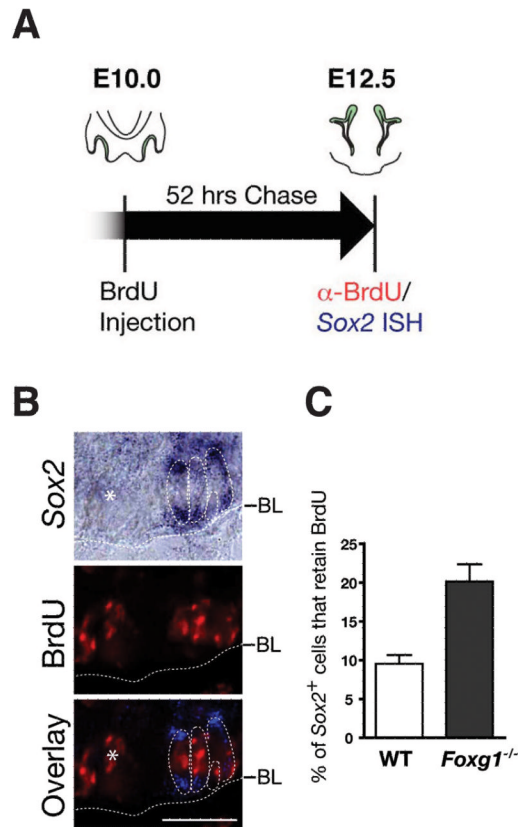 A
E10.0
E12.5
52 hrs Chase
BrdU
Injection
α-BrdU/
Sox2 ISH
B
Sox2
*
BL
BrdU
BL
Overlay
*
BL
C
% of Sox2+ cells that retain BrdU
25
20
15
10
5
0
WT
Foxg1-/-